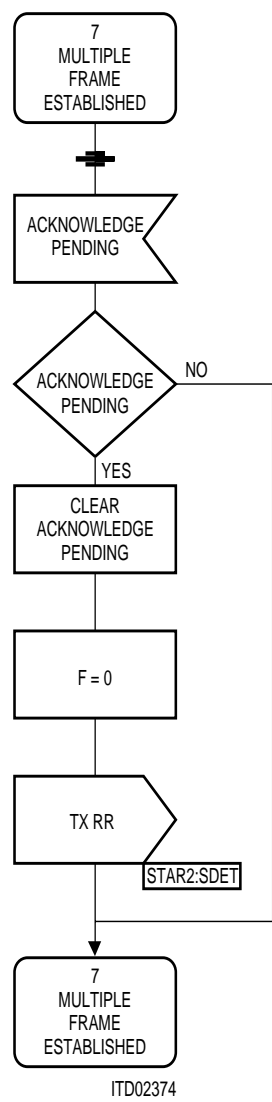 7
MULTIPLE
FRAME
ESTABLISHED
ACKNOWLEDGE
PENDING
ACKNOWLEDGE
PENDING
NO
YES
CLEAR
ACKNOWLEDGE
PENDING
F = 0
TX RR
STAR2:SDET
7
MULTIPLE
FRAME
ESTABLISHED
ITD02374